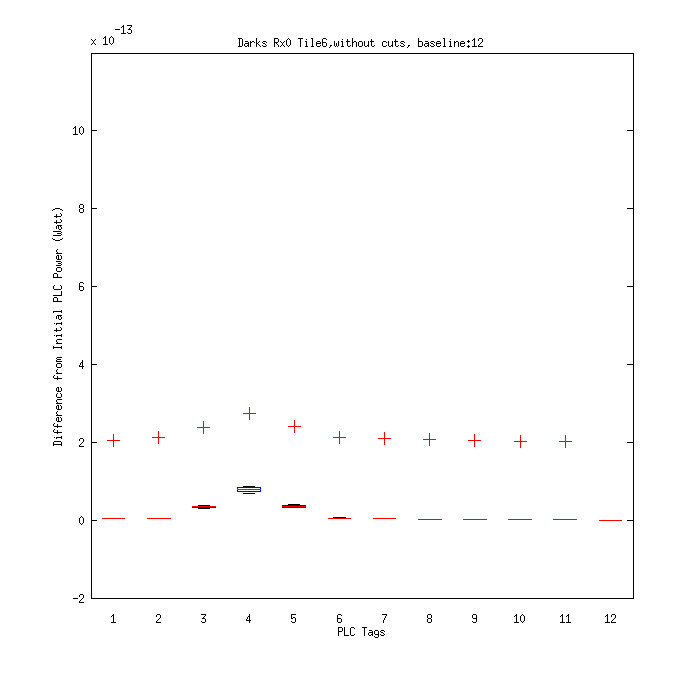 x 10-13
Darks Rx0 Tile6,without cuts, baseline:12
10
8
6
4
2
0
-2
Difference from Initial PLC Power (Watt)
1 2 3 4 5 6 7 8 9 10 11 12
PLC Tags